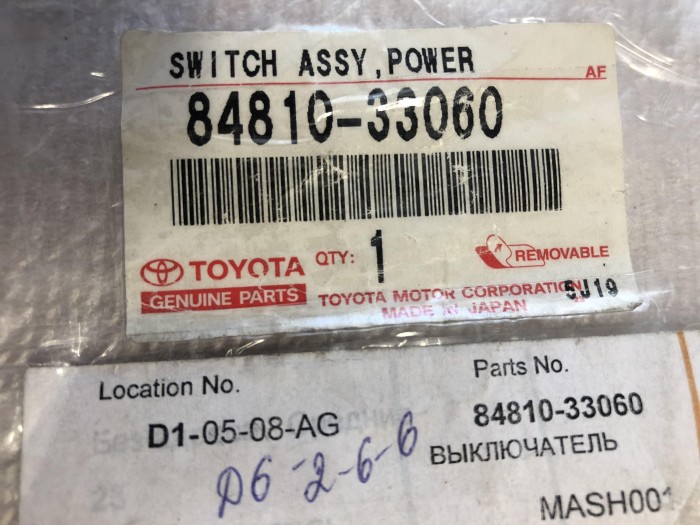 SWITCH ASSY,POWER
AF
84810-33060
TOYOTA QTY: 1 REMOVABLE
GENUINE PARTS TOYOTA MOTOR CORPORATION 5J19
MADE IN JAPAN
Location No. Parts No.
D1-05-08-AG 84810-33060
D6-2-6-6 ВЫКЛЮЧАТЕЛЬ
MASH001